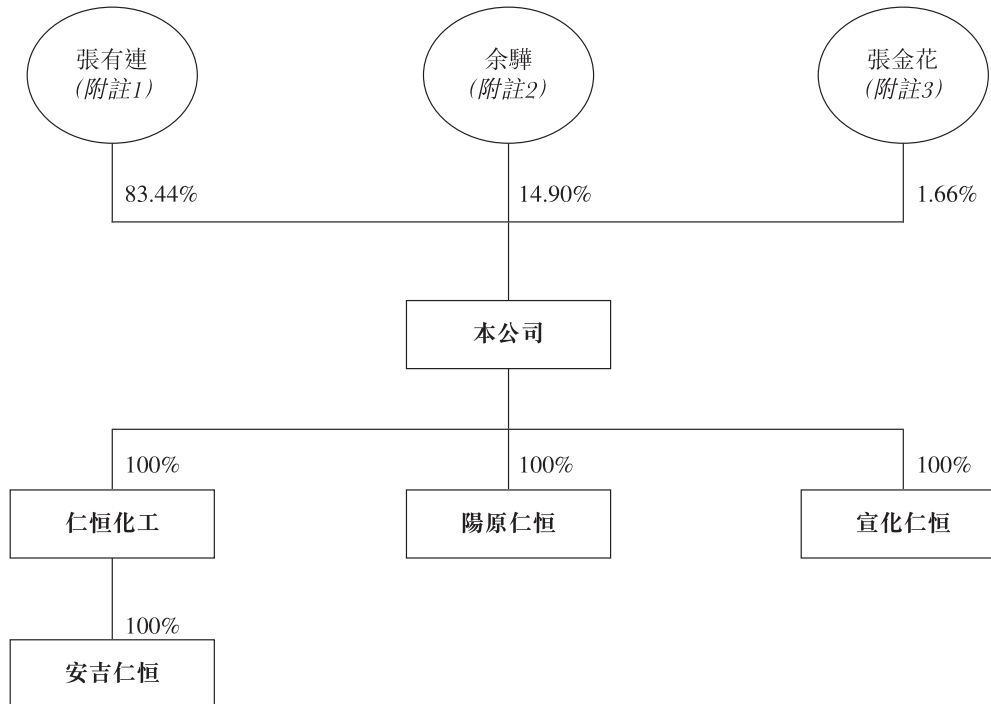 張有連
(附註1)
余驊
(附註2)
張金花
(附註3)
83.44%
14.90%
1.66%
本公司
100%
100%
100%
仁恒化工
陽原仁恒
宣化仁恒
100%
安吉仁恒